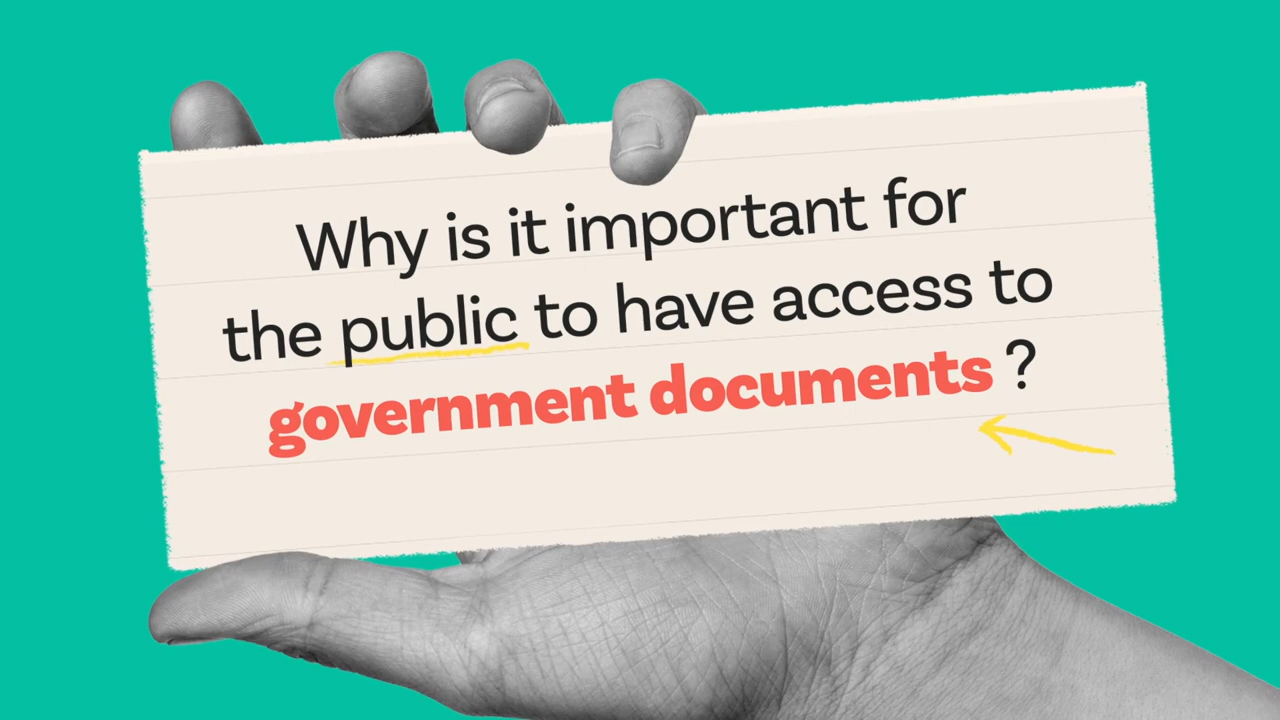 Why is it important for
the public to have access to
government documents ?